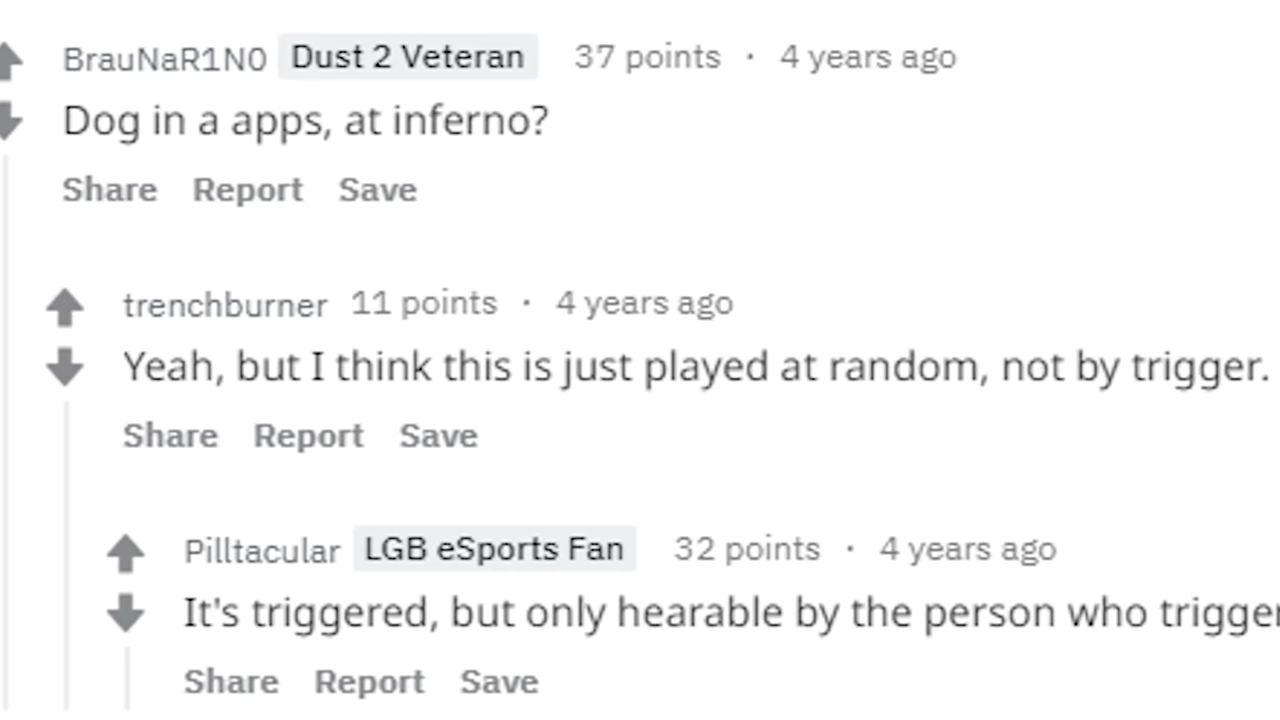 BrauNaR1N0 Dust 2 Veteran 37 points · 4 years ago
Dog in a apps, at inferno?
Share Report Save
trenchburner 11 points · 4 years ago
Yeah, but I think this is just played at random, not by trigger.
Share Report Save
Pilltacular LGB eSports Fan 32 points · 4 years ago
It's triggered, but only hearable by the person who
Share Report Save